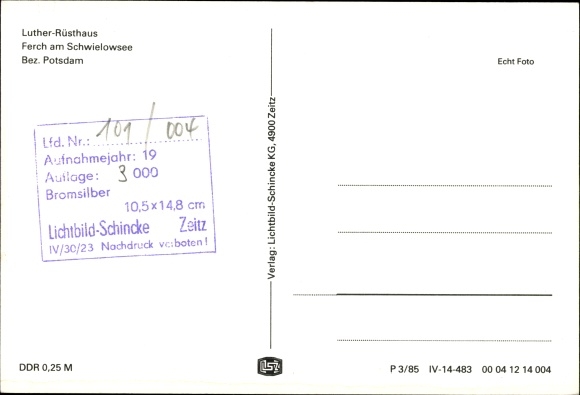 Luther-Rüsthaus
Ferch am Schwielowsee
Bez. Potsdam
Echt Foto
Lfd. Nr.: 101 / 004
Aufnahmejahr: 19
Auflage: 3 000
Bromsilber
10,5 x 14,8 cm
Lichtbild-Schincke Zeitz
IV/30/23 Nachdruck verboten!
Verlag: Lichtbild-Schincke KG, 4900 Zeitz
DDR 0,25 M
LSZ
P 3/85 IV-14-483 00 04 12 14 004